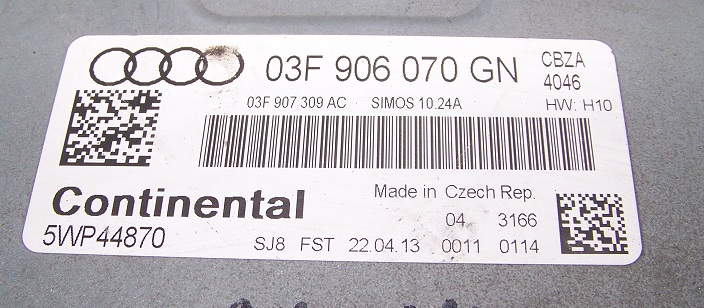 03F 906 070 GN CBZA
4046
03F 907 309 AC SIMOS 10.24A HW: H10
Continental Made in Czech Rep.
04 3166
5WP44870 SJ8 FST 22.04.13 0011 0114